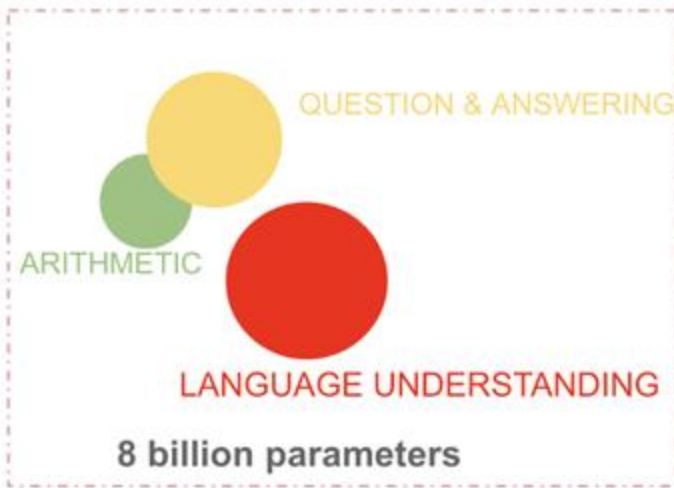 QUESTION & ANSWERING
ARITHMETIC
LANGUAGE UNDERSTANDING
8 billion parameters